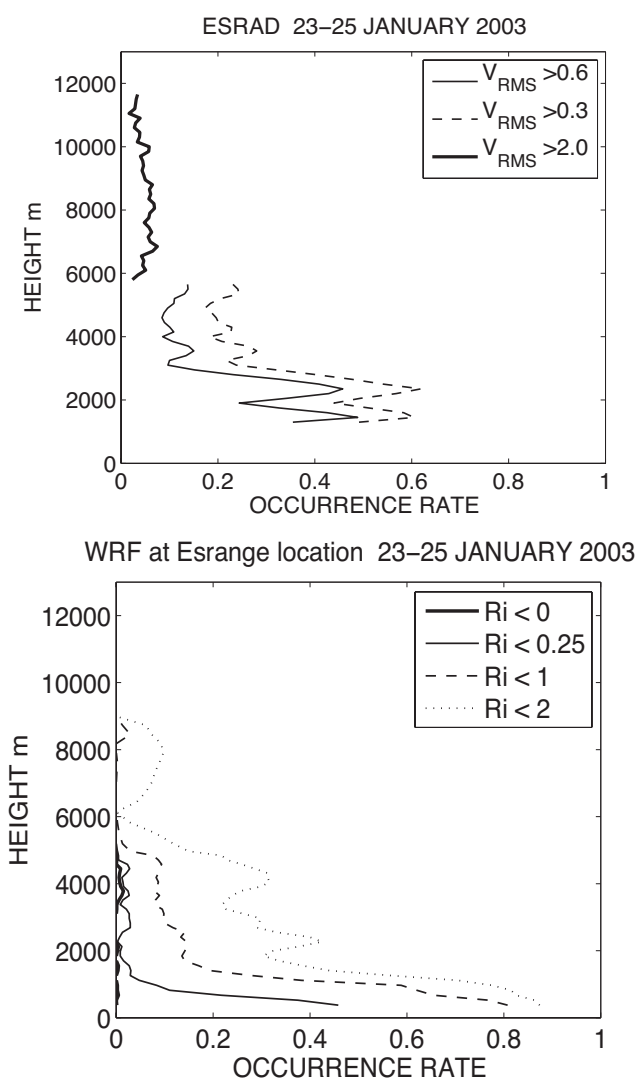 ESRAD 23–25 JANUARY 2003
12000
10000
8000
6000
4000
2000
0
HEIGHT m
V_RMS >0.6
V_RMS >0.3
V_RMS >2.0
0 0.2 0.4 0.6 0.8 1
OCCURRENCE RATE
WRF at Esrange location 23–25 JANUARY 2003
12000
10000
8000
6000
4000
2000
0
HEIGHT m
Ri < 0
Ri < 0.25
Ri < 1
Ri < 2
0 0.2 0.4 0.6 0.8 1
OCCURRENCE RATE